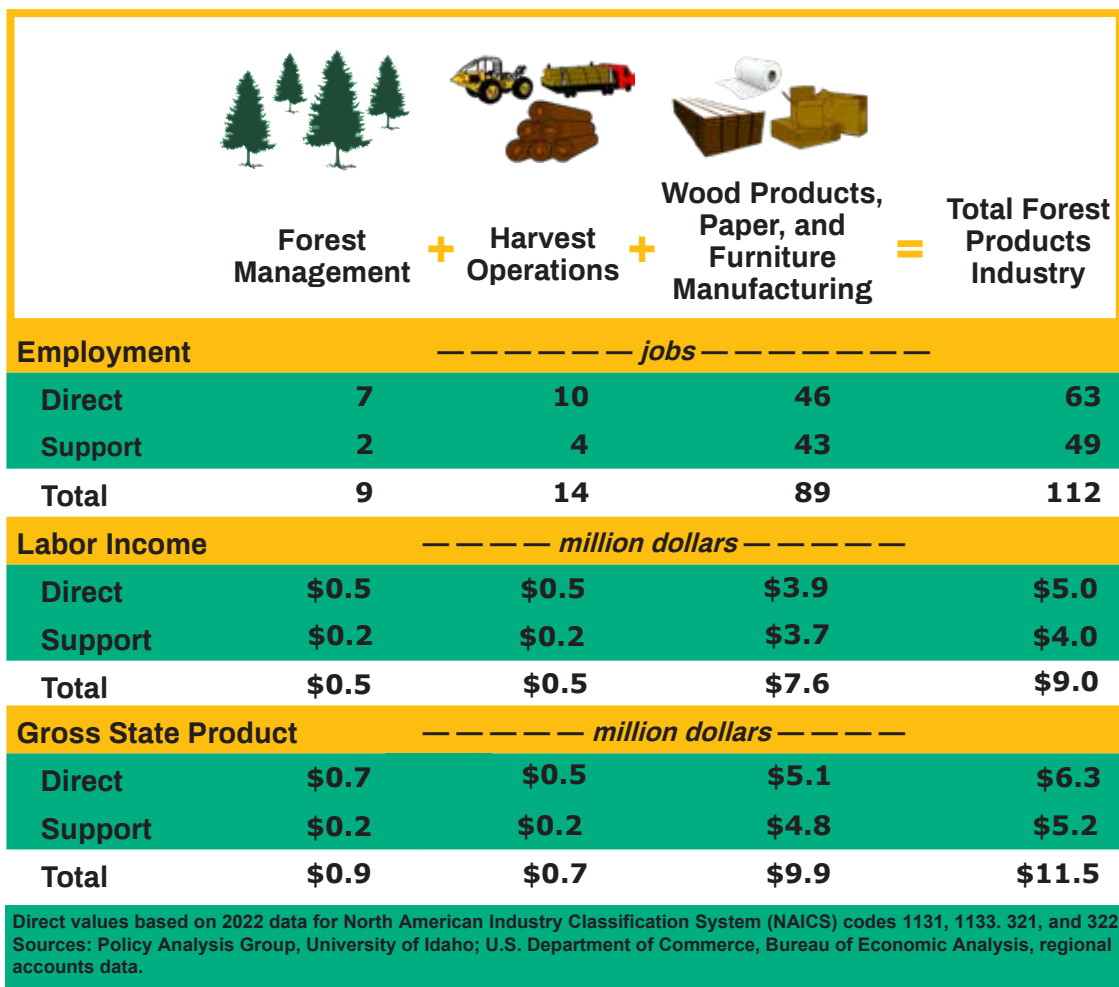 Forest
Management
+
Harvest
Operations
+
Wood Products,
Paper, and
Furniture
Manufacturing
=
Total Forest
Products
Industry
Employment — — — — — — jobs — — — — — — —
Direct 7 10 46 63
Support 2 4 43 49
Total 9 14 89 112
Labor Income — — — — million dollars — — — — —
Direct $0.5 $0.5 $3.9 $5.0
Support $0.2 $0.2 $3.7 $4.0
Total $0.5 $0.5 $7.6 $9.0
Gross State Product — — — — — million dollars — — — —
Direct $0.7 $0.5 $5.1 $6.3
Support $0.2 $0.2 $4.8 $5.2
Total $0.9 $0.7 $9.9 $11.5
Direct values based on 2022 data for North American Industry Classification System (NAICS) codes 1131, 1133. 321, and 322
Sources: Policy Analysis Group, University of Idaho; U.S. Department of Commerce, Bureau of Economic Analysis, regional
accounts data.